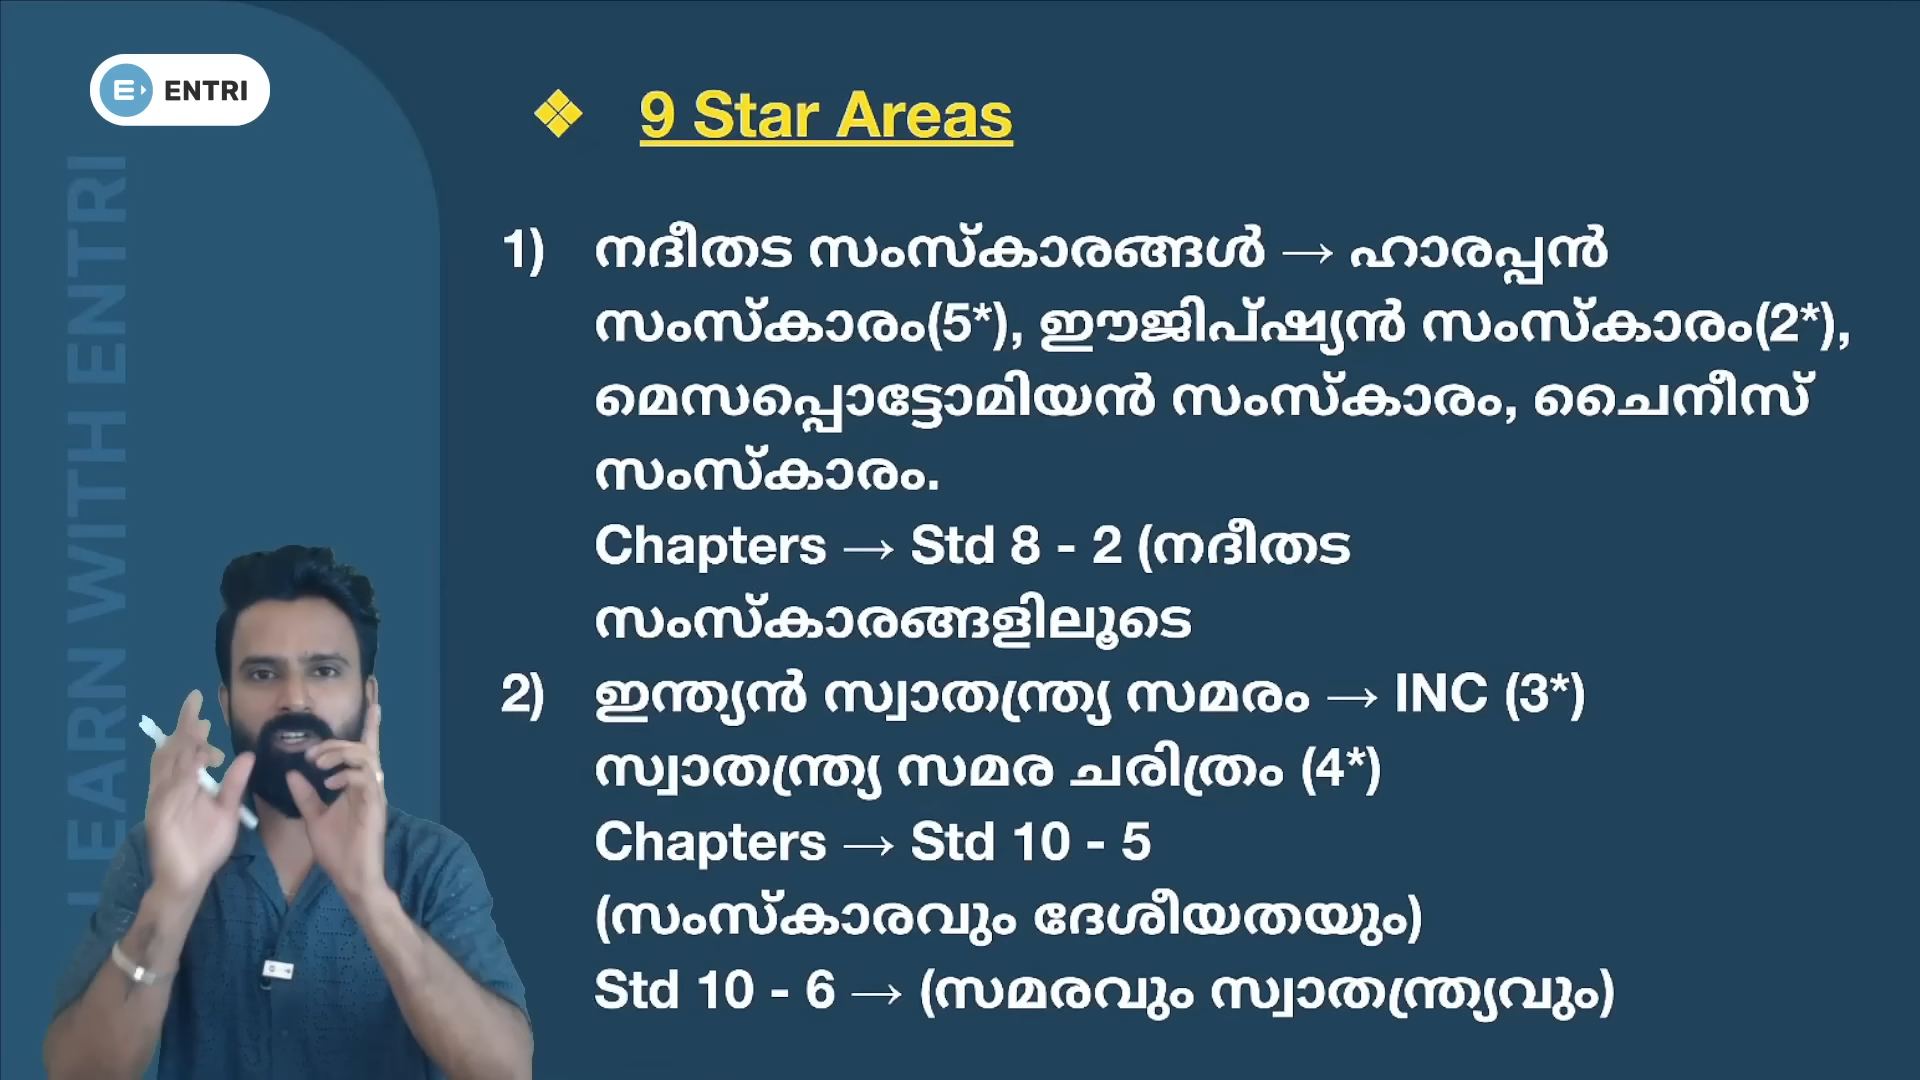 ENTRI
LEARN WITH ENTRI
❖ 9 Star Areas
1) നദീതട സംസ്കാരങ്ങൾ → ഹാരപ്പൻ
സംസ്കാരം(5*), ഈജിപ്ഷ്യൻ സംസ്കാരം(2*),
മെസപ്പൊട്ടോമിയൻ സംസ്കാരം, ചൈനീസ്
സംസ്കാരം.
Chapters → Std 8 - 2 (നദീതട
സംസ്കാരങ്ങളിലൂടെ
2) ഇന്ത്യൻ സ്വാതന്ത്ര്യ സമരം → INC (3*)
സ്വാതന്ത്ര്യ സമര ചരിത്രം (4*)
Chapters → Std 10 - 5
(സംസ്കാരവും ദേശീയതയും)
Std 10 - 6 → (സമരവും സ്വാതന്ത്ര്യവും)